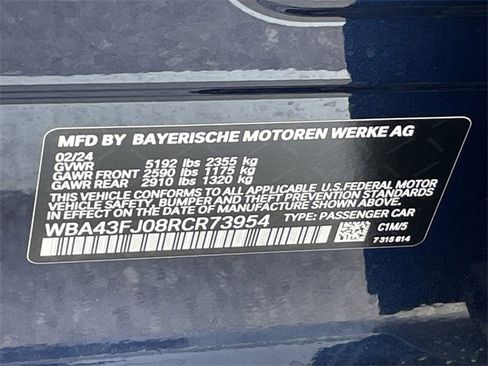 MFD BY BAYERISCHE MOTOREN WERKE AG
02/24
GVWR 5192 lbs 2355 kg
GAWR FRONT 2590 lbs 1175 kg
GAWR REAR 2910 lbs 1320 kg
THIS VEHICLE CONFORMS TO ALL APPLICABLE U.S. FEDERAL MOTOR
VEHICLE SAFETY, BUMPER, AND THEFT PREVENTION STANDARDS
IN EFFECT ON THE DATE OF MANUFACTURE SHOWN ABOVE.
WBA43FJ08RCR73954 TYPE: PASSENGER CAR
C1M/5
7 315 814